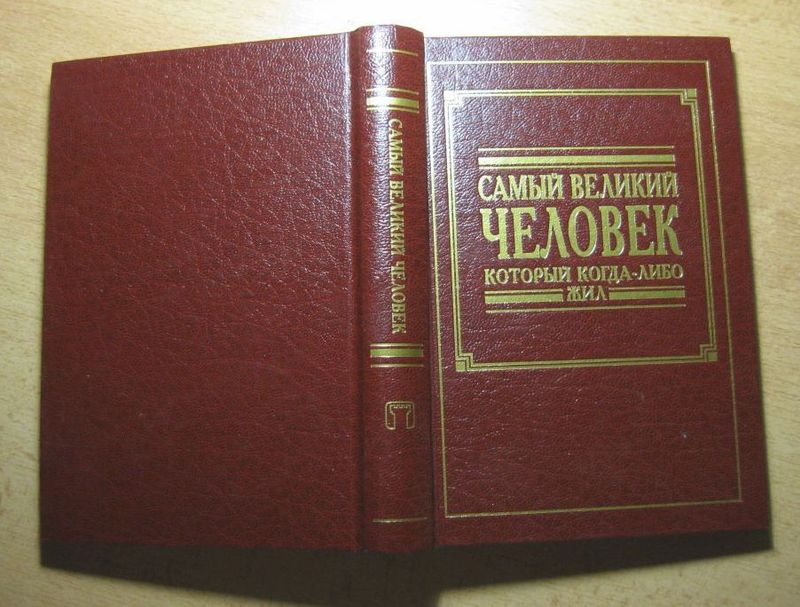 САМЫЙ ВЕЛИКИЙ ЧЕЛОВЕК
САМЫЙ ВЕЛИКИЙ
ЧЕЛОВЕК
КОТОРЫЙ КОГДА-ЛИБО
ЖИЛ